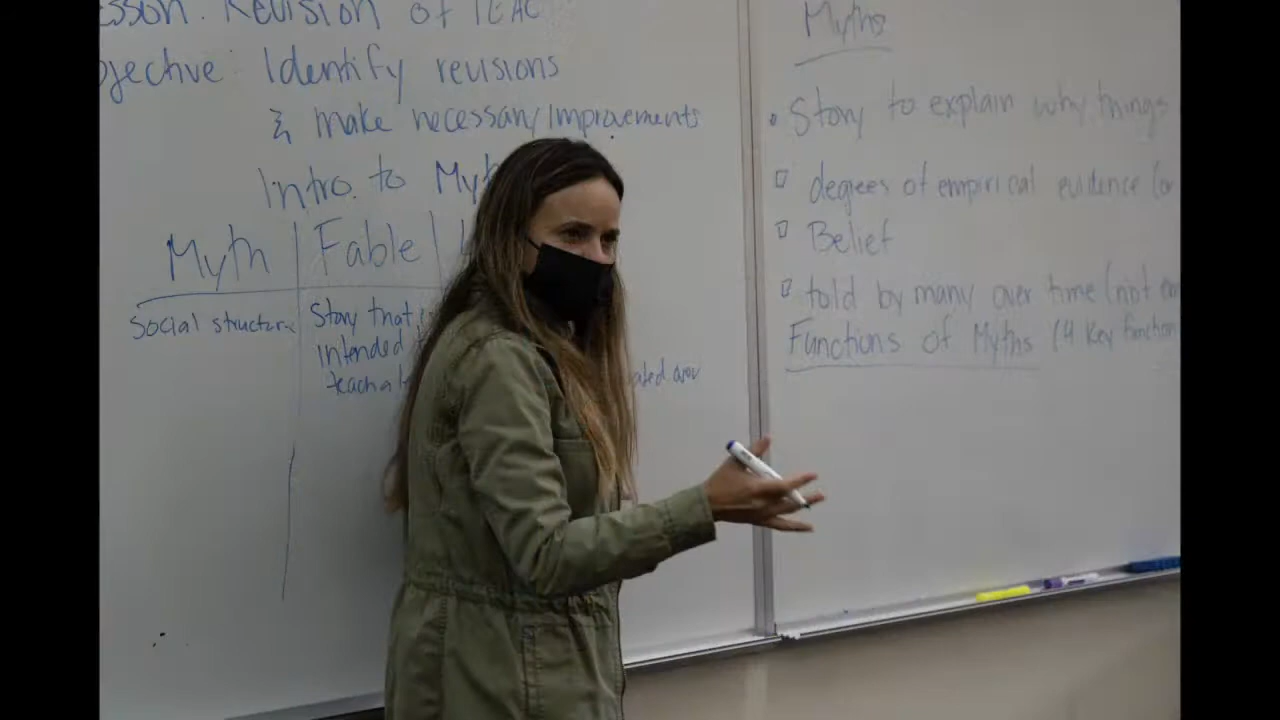 Revision of
Objective: Identify revisions
& make necessary improvements
Intro. to
Myth Fable
Social structure Story that
intended
teach a
Myths
• Story to explain why things
degrees of empirical evidence
Belief
told by many over time (not
Functions of Myths (4 key